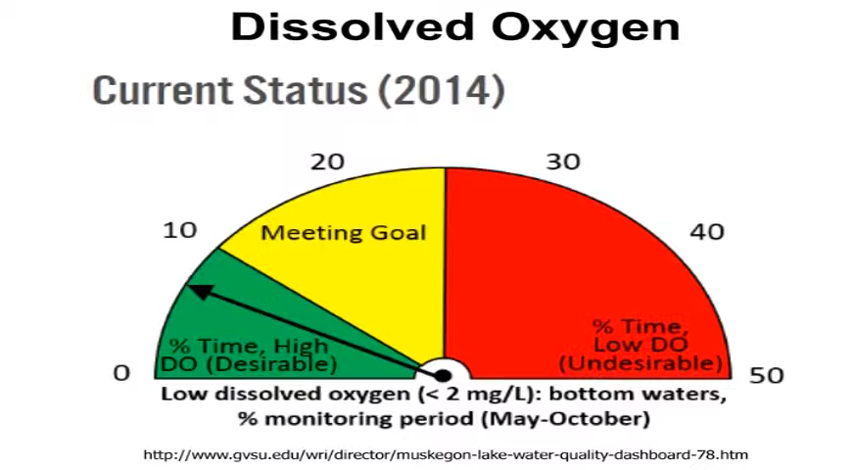 Dissolved Oxygen
Current Status (2014)
20
30
10
Meeting Goal
40
% Time, High
DO (Desirable)
% Time,
Low DO
(Undesirable)
0
50
Low dissolved oxygen (< 2 mg/L): bottom waters,
% monitoring period (May-October)
http://www.gvsu.edu/wri/director/muskegon-lake-water-quality-dashboard-78.htm